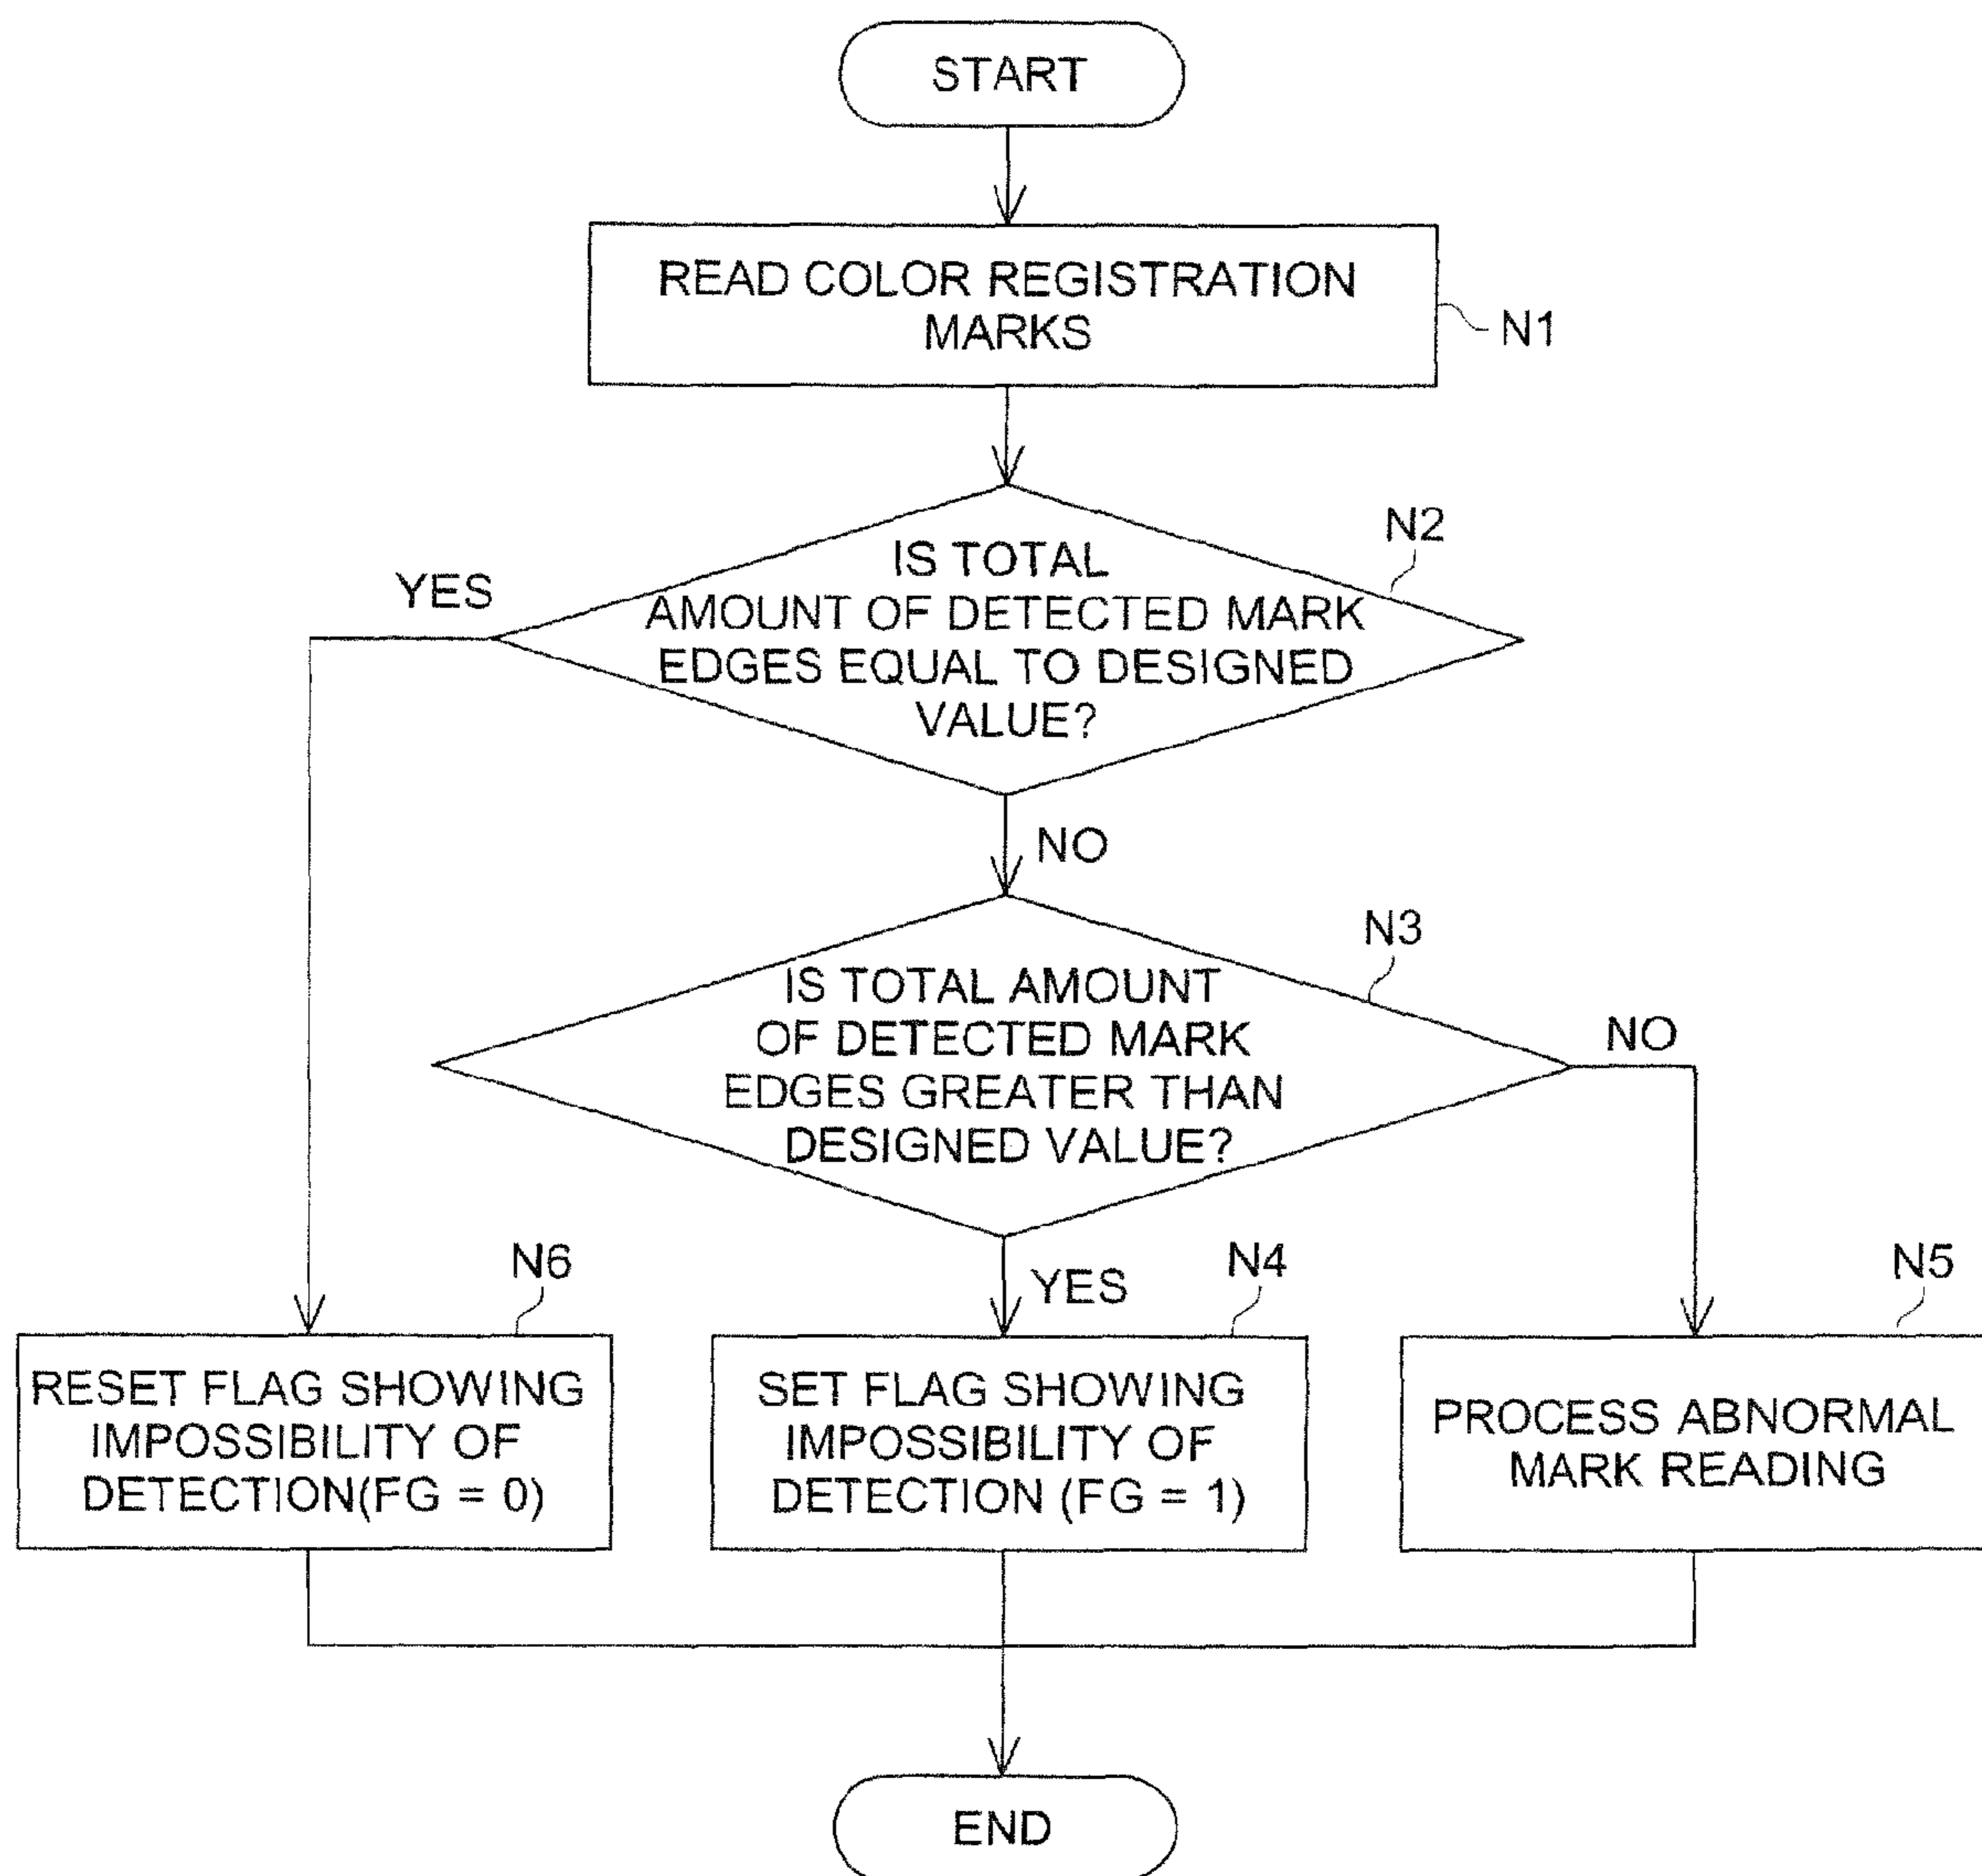 START
READ COLOR REGISTRATION
MARKS
N1
N2
IS TOTAL
AMOUNT OF DETECTED MARK
EDGES EQUAL TO DESIGNED
VALUE?
YES
NO
N3
IS TOTAL AMOUNT
OF DETECTED MARK
EDGES GREATER THAN
DESIGNED VALUE?
NO
YES
N6
RESET FLAG SHOWING
IMPOSSIBILITY OF
DETECTION(FG = 0)
N4
SET FLAG SHOWING
IMPOSSIBILITY OF
DETECTION (FG = 1)
N5
PROCESS ABNORMAL
MARK READING
END